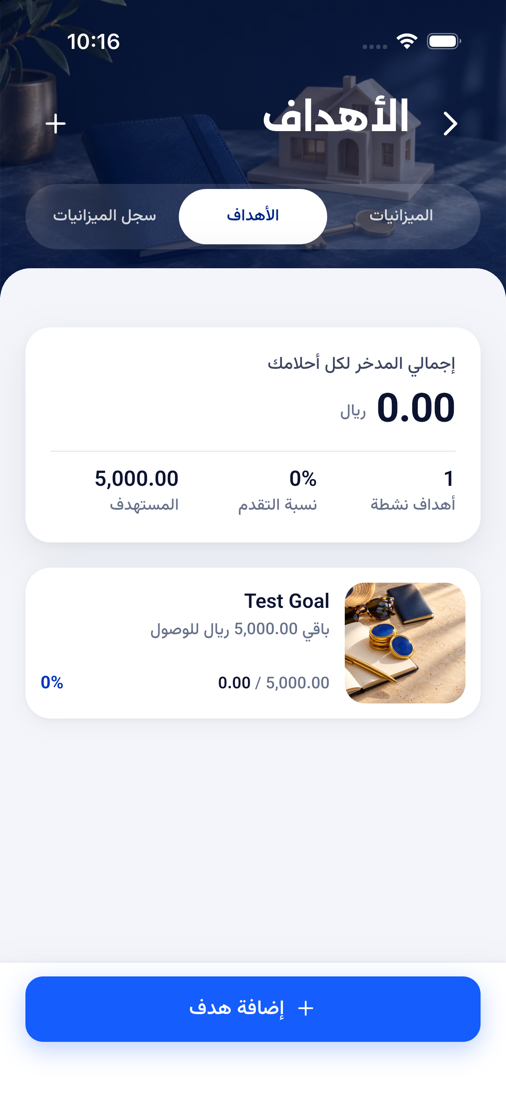 10:16
الأهداف
الميزانيات
الأهداف
سجل الميزانيات
إجمالي المدخر لكل أحلامك
0.00 ريال
1
أهداف نشطة
0%
نسبة التقدم
5,000.00
المستهدف
Test Goal
باقي 5,000.00 ريال للوصول
0.00 / 5,000.00
0%
+ إضافة هدف